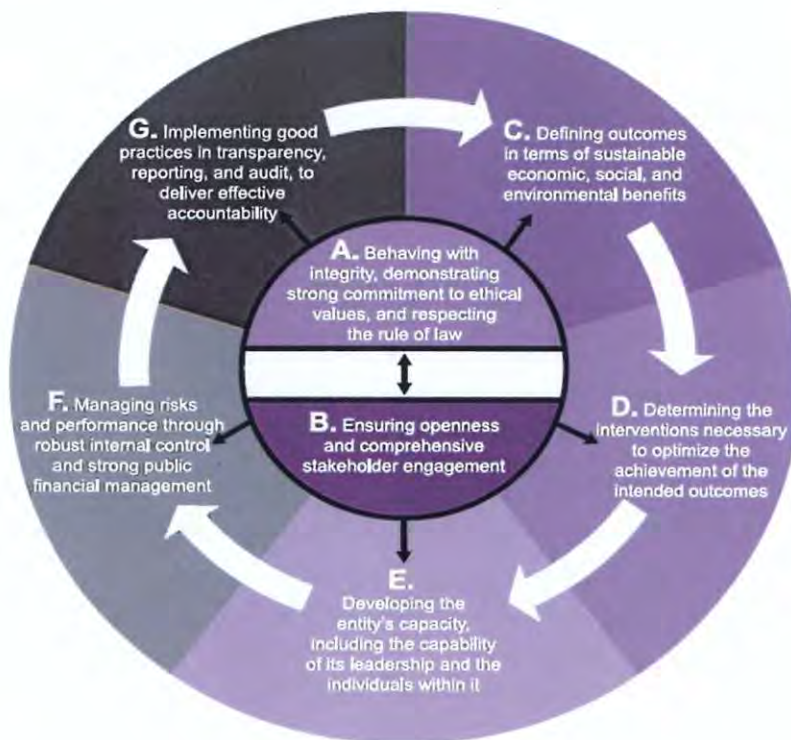 A. Behaving with
integrity, demonstrating
strong commitment to ethical
values, and respecting
the rule of law
B. Ensuring openness
and comprehensive
stakeholder engagement
C. Defining outcomes
in terms of sustainable
economic, social, and
environmental benefits
D. Determining the
interventions necessary
to optimize the
achievement of the
intended outcomes
E.
Developing the
entity's capacity,
including the capability
of its leadership and the
individuals within it
F. Managing risks
and performance through
robust internal control
and strong public
financial management
G. Implementing good
practices in transparency,
reporting, and audit, to
deliver effective
accountability